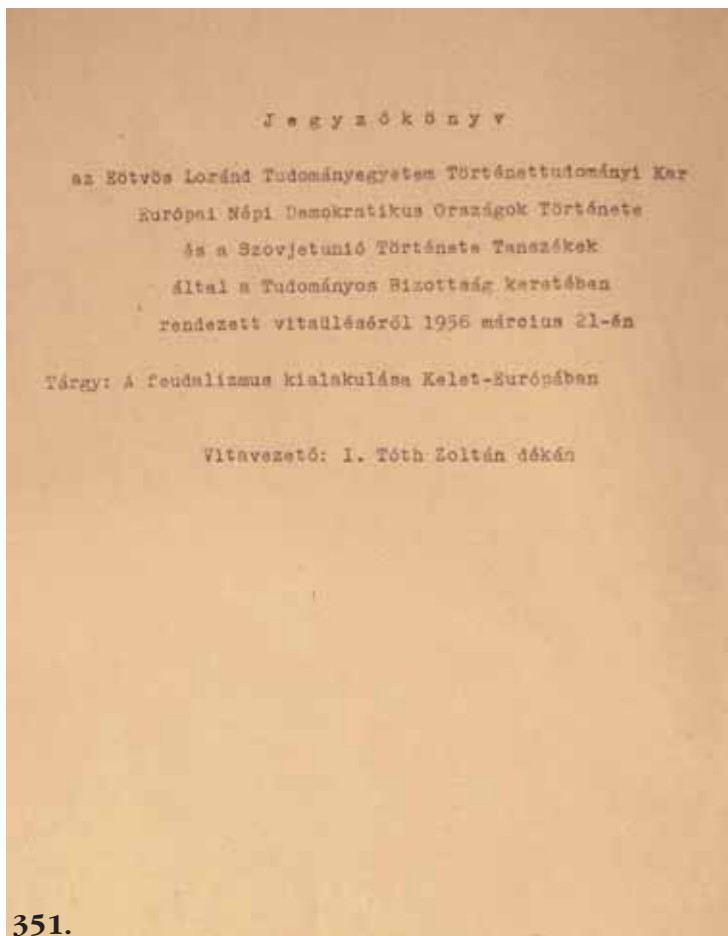 J e g y z ő k ö n y v
az Eötvös Loránd Tudományegyetem Történettudományi Kar
Európai Népi Demokratikus Országok Története
és a Szovjetunió Története Tanszékek
által a Tudományos Bizottság keretében
rendezett vitaüléséről 1956 március 21-én
Tárgy: A feudalizmus kialakulása Kelet-Európában
Vitavezető: I. Tóth Zoltán dékán
351.